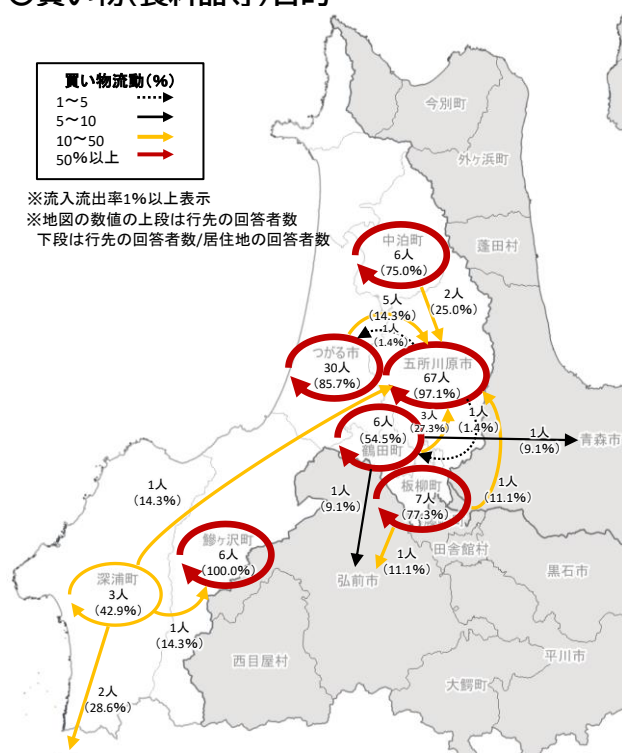 買い物流動(%)
1～5
5～10
10～50
50%以上
※流入流出率1%以上表示
※地図の数値の上段は行先の回答者数
下段は行先の回答者数/居住地の回答者数
今別町
外ヶ浜町
蓬田村
中泊町
6人
(75.0%)
2人
(25.0%)
5人
(14.3%)
1人
(1.4%)
つがる市
30人
(85.7%)
五所川原市
67人
(97.1%)
6人
(54.5%)
鶴田町
3人
(27.3%)
1人
(1.4%)
1人
(9.1%)
青森市
1人
(14.3%)
1人
(9.1%)
板柳町
7人
(77.3%)
1人
(11.1%)
鰺ヶ沢町
6人
(100.0%)
1人
(11.1%)
田舎館村
弘前市
黒石市
深浦町
3人
(42.9%)
1人
(14.3%)
西目屋村
平川市
大鰐町
2人
(28.6%)